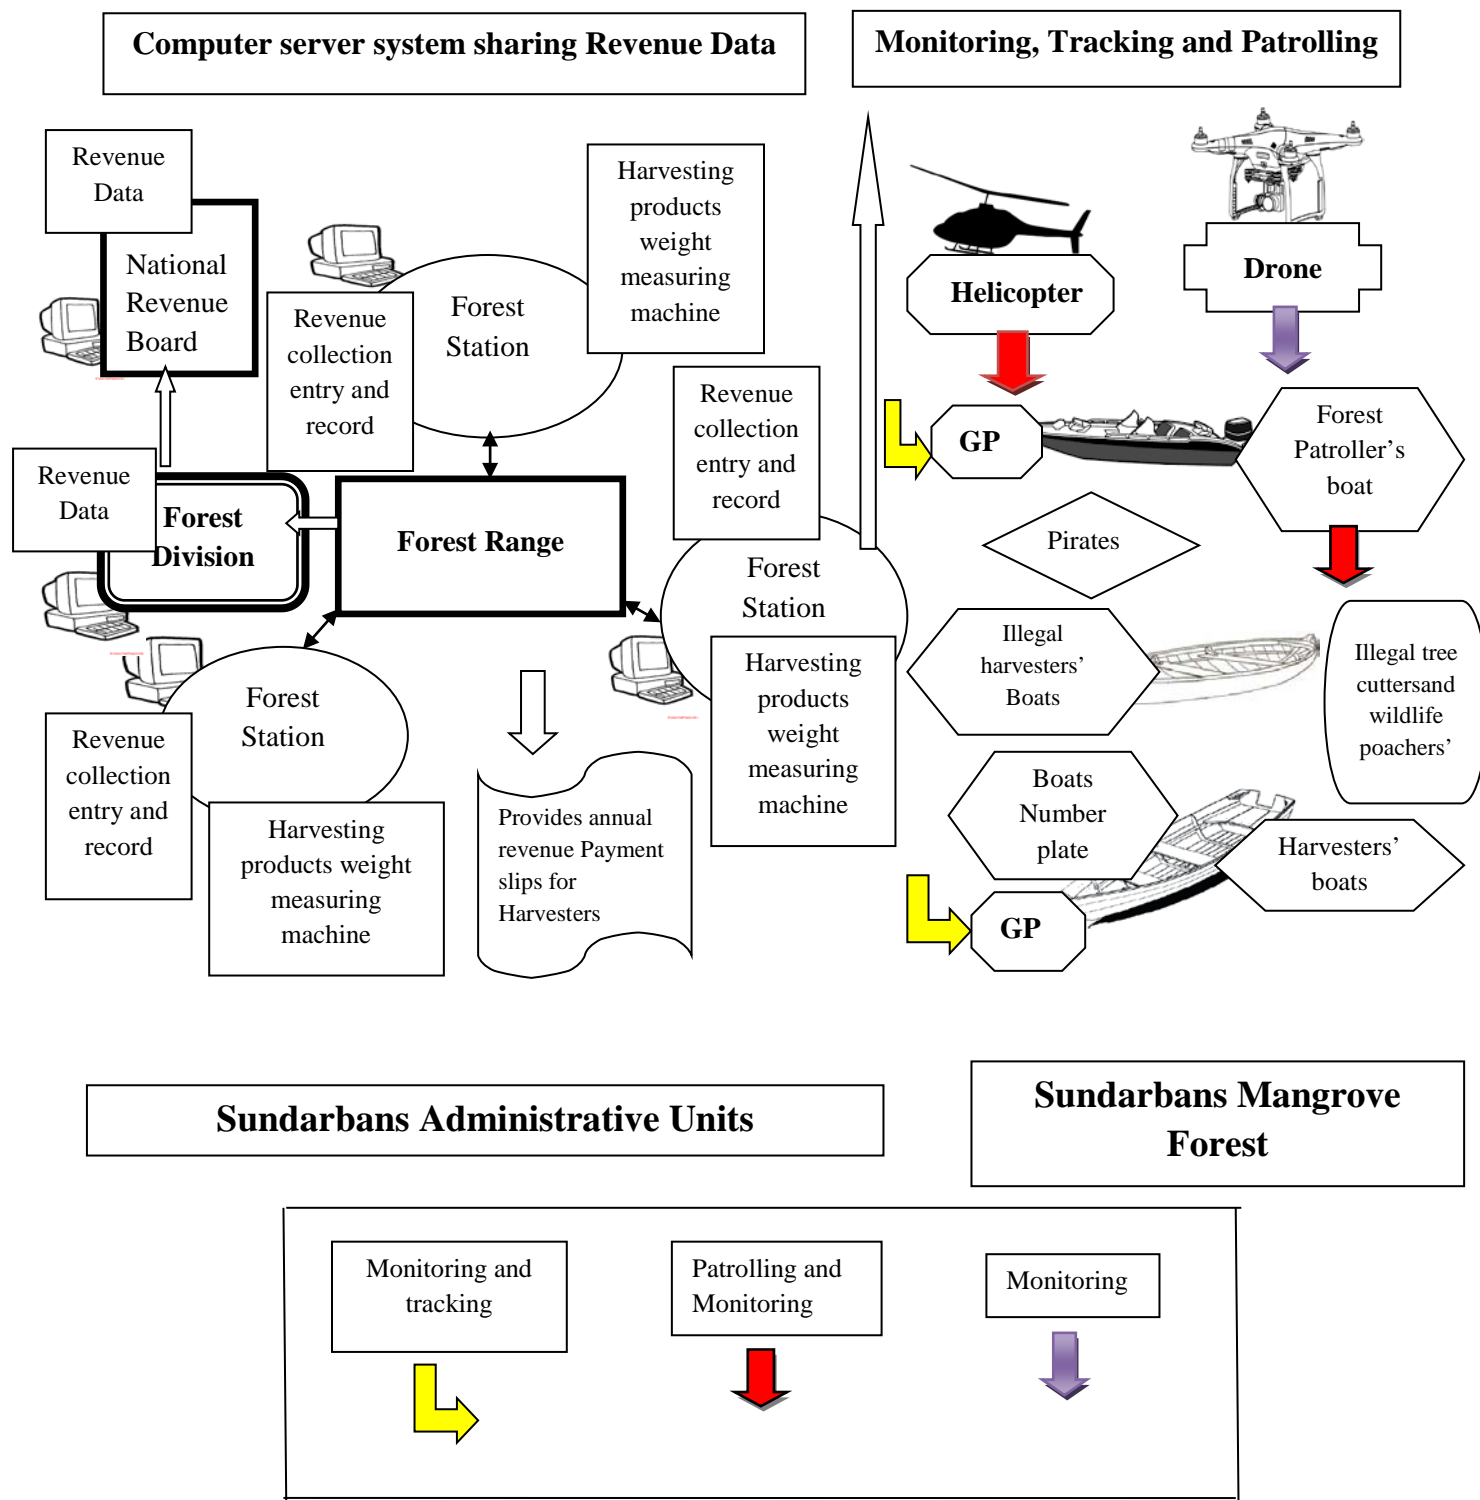 Computer server system sharing Revenue Data
Monitoring, Tracking and Patrolling
Revenue
Data
National
Revenue
Board
Harvesting
products
weight
measuring
machine
Forest
Station
Revenue
collection
entry and
record
Helicopter
Drone
GP
Forest
Patroller’s
boat
Revenue
collection
entry and
record
Revenue
Data
Forest
Division
Forest Range
Pirates
Forest
Station
Illegal
harvesters’
Boats
Illegal tree
cuttersand
wildlife
poachers’
Harvesting
products
weight
measuring
machine
Forest
Station
Revenue
collection
entry and
record
Harvesting
products weight
measuring
machine
Provides annual
revenue Payment
slips for
Harvesters
Boats
Number
plate
Harvesters’
boats
GP
Sundarbans Administrative Units
Sundarbans Mangrove
Forest
Monitoring and
tracking
Patrolling and
Monitoring
Monitoring